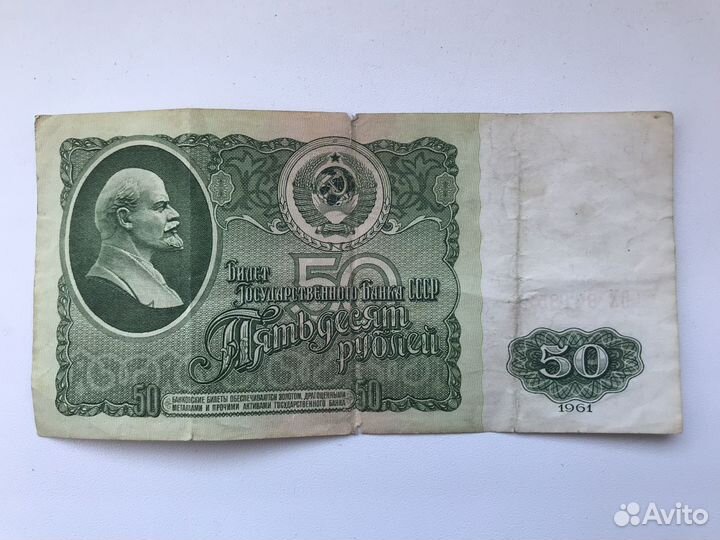 Билет
50
Государственного Банка СССР
Пятьдесят
рублей
50
БАНКОВСКИЕ БИЛЕТЫ ОБЕСПЕЧИВАЮТСЯ ЗОЛОТОМ, ДРАГОЦЕННЫМИ
МЕТАЛЛАМИ И ПРОЧИМИ АКТИВАМИ ГОСУДАРСТВЕННОГО БАНКА
50
50
1961
Avito